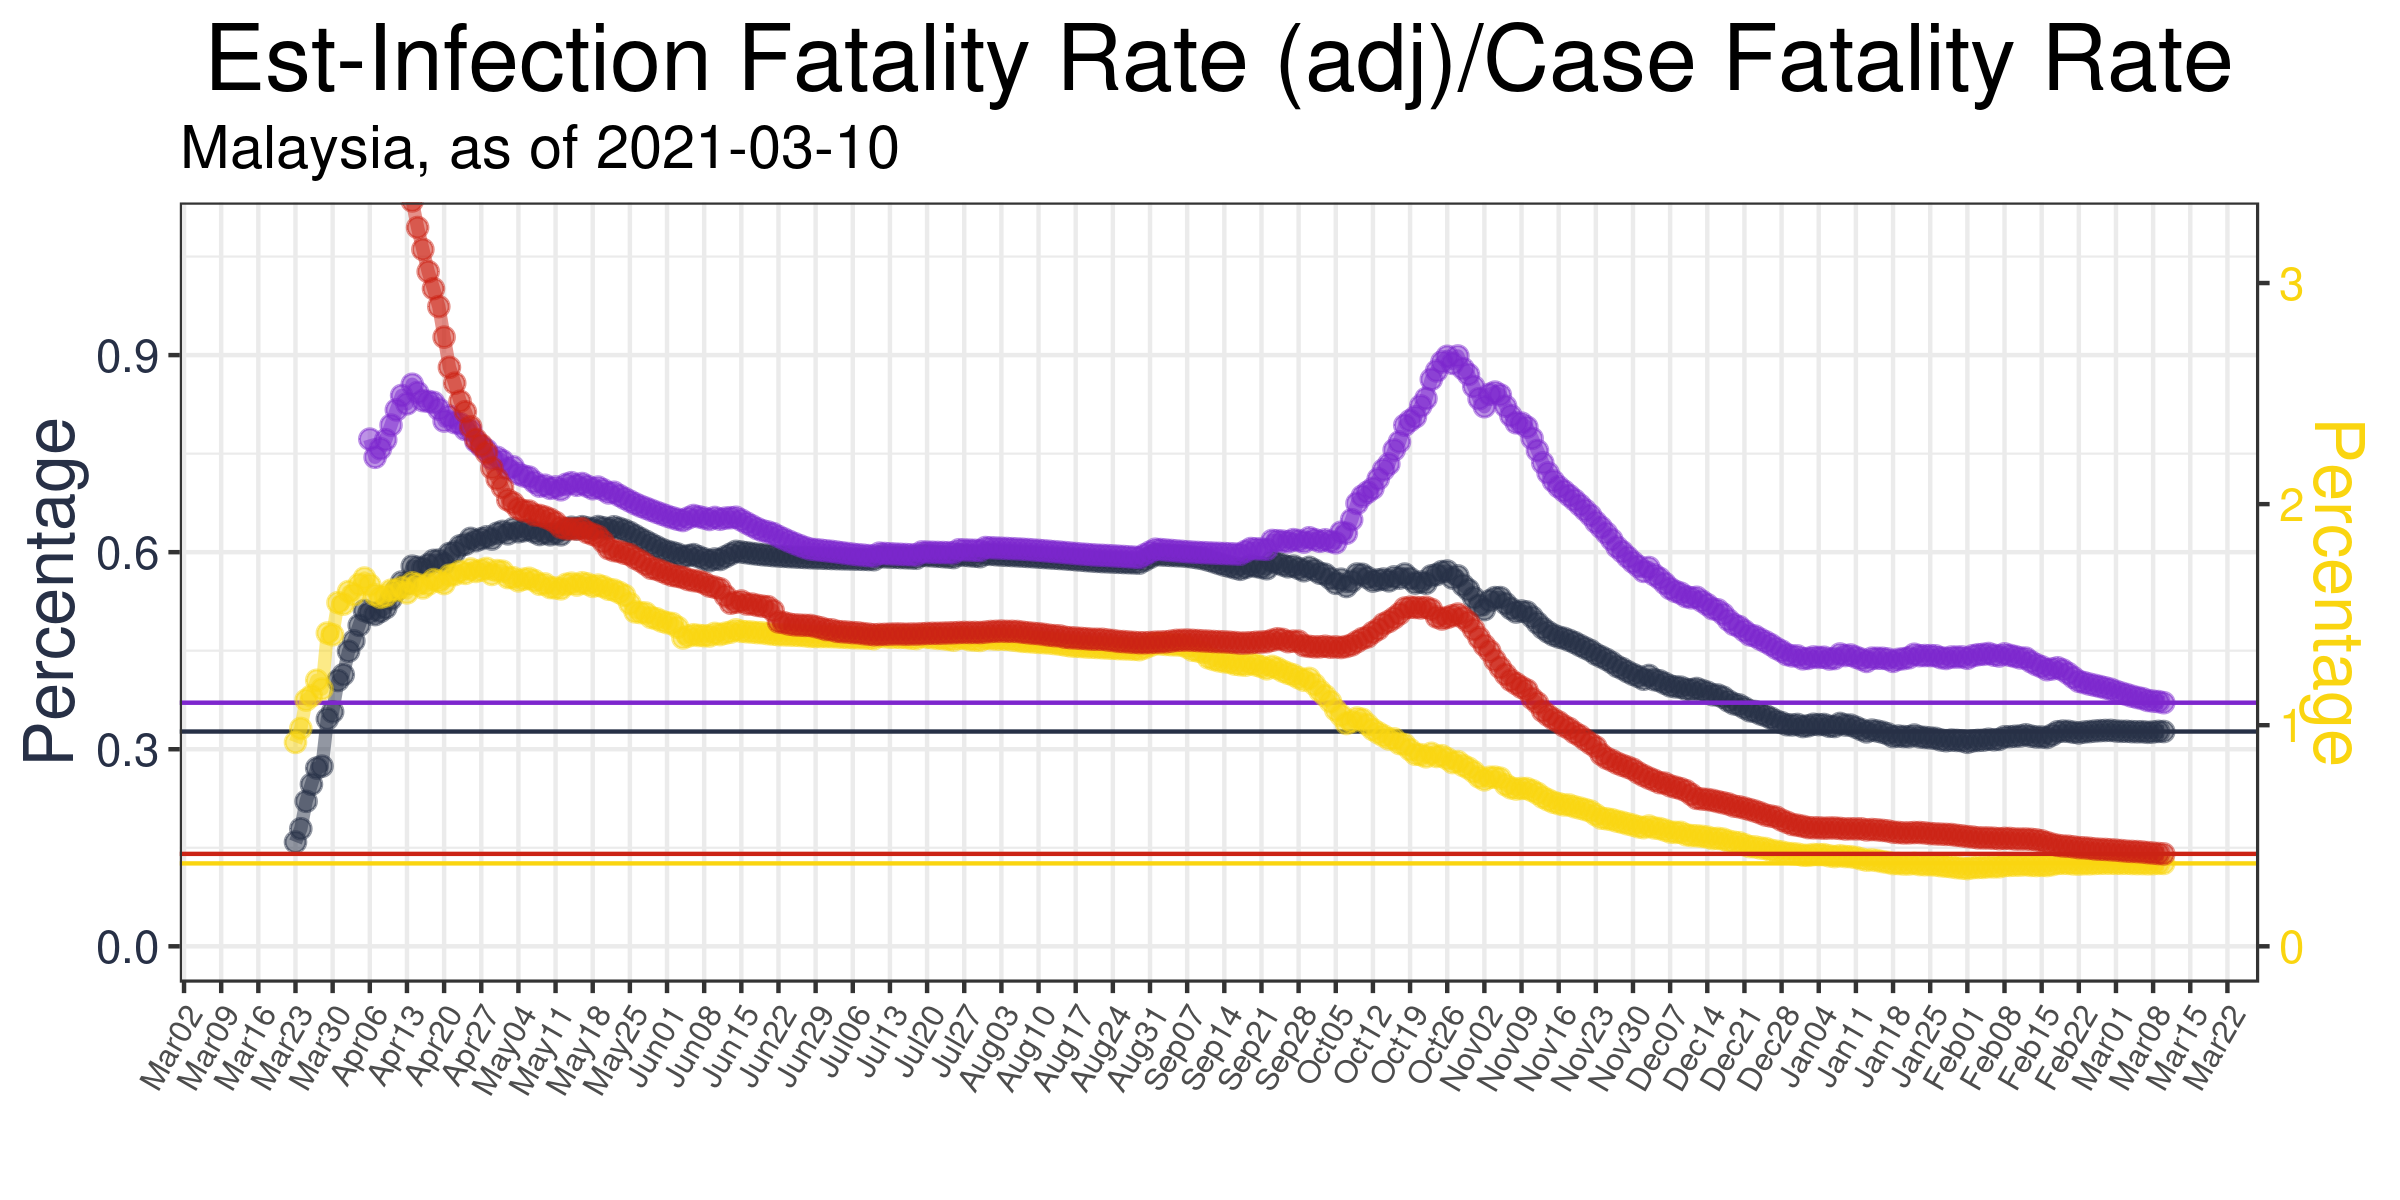 Est-Infection Fatality Rate (adj)/Case Fatality Rate
Malaysia, as of 2021-03-10
Percentage
0.9
0.6
0.3
0.0
3
2
1
0
Percentage
Mar02 Mar09 Mar16 Mar23 Mar30 Apr06 Apr13 Apr20 Apr27 May04 May11 May18 May25 Jun01 Jun08 Jun15 Jun22 Jun29 Jul06 Jul13 Jul20 Jul27 Aug03 Aug10 Aug17 Aug24 Aug31 Sep07 Sep14 Sep21 Sep28 Oct05 Oct12 Oct19 Oct26 Nov02 Nov09 Nov16 Nov23 Nov30 Dec07 Dec14 Dec21 Dec28 Jan04 Jan11 Jan18 Jan25 Feb01 Feb08 Feb15 Feb22 Mar01 Mar08 Mar15 Mar22